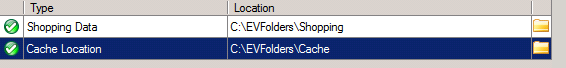 Type Location
Shopping Data C:\EVFolders\Shopping
Cache Location C:\EVFolders\Cache